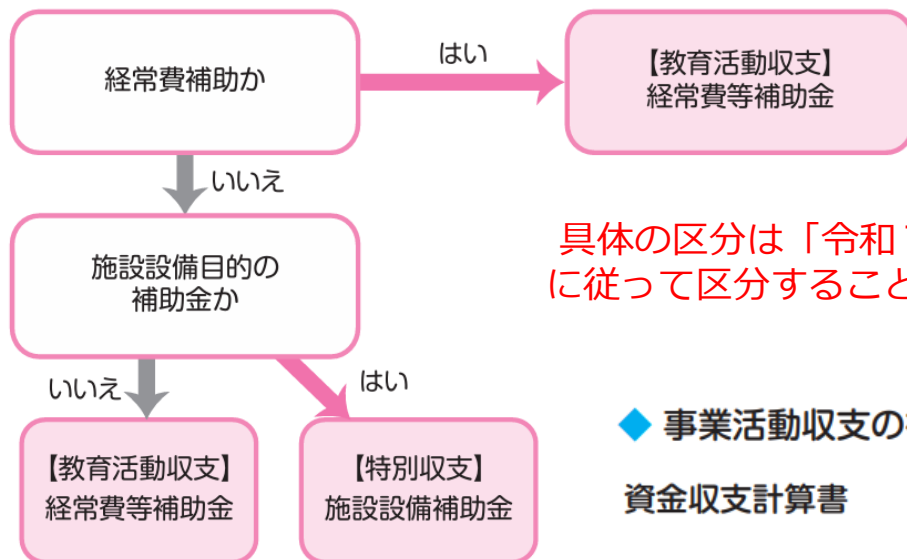 経常費補助か
はい
【教育活動収支】
経常費等補助金
いいえ
施設設備目的の
補助金か
具体の区分は「令和
に従って区分すること
いいえ
はい
【教育活動収支】
経常費等補助金
【特別収支】
施設設備補助金
◆ 事業活動収支の
資金収支計算書